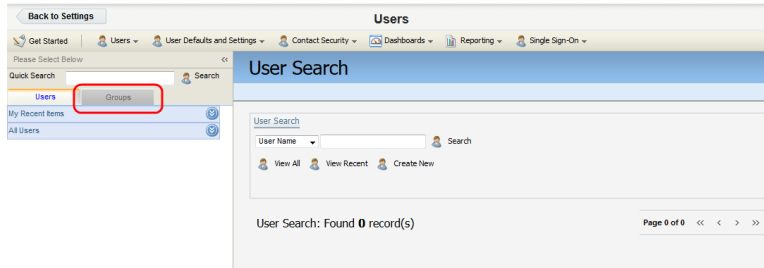 Back to Settings
Users
Get Started Users User Defaults and Settings Contact Security Dashboards Reporting Single Sign-On
Please Select Below
Quick Search Search
Users Groups
My Recent Items
All Users
User Search
User Search
User Name Search
View All View Recent Create New
User Search: Found 0 record(s)
Page 0 of 0